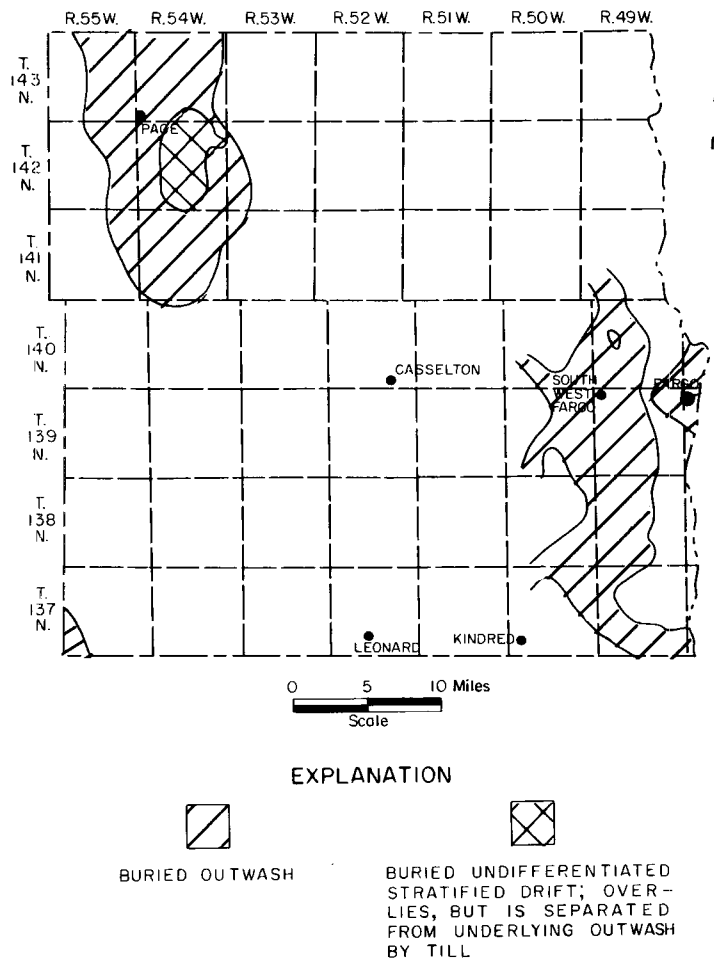 R.55W. R.54W. R.53W. R.52W. R.51W. R.50W. R.49W.
T.
143
N.
PAGE
T.
142
N.
T.
141
N.
T.
140
N.
CASSELTON
SOUTH
WEST
FARGO
FARGO
T.
139
N.
T.
138
N.
T.
137
N.
LEONARD
KINDRED
0 5 10 Miles
Scale
EXPLANATION
BURIED OUTWASH
BURIED UNDIFFERENTIATED
STRATIFIED DRIFT; OVER-
LIES, BUT IS SEPARATED
FROM UNDERLYING OUTWASH
BY TILL